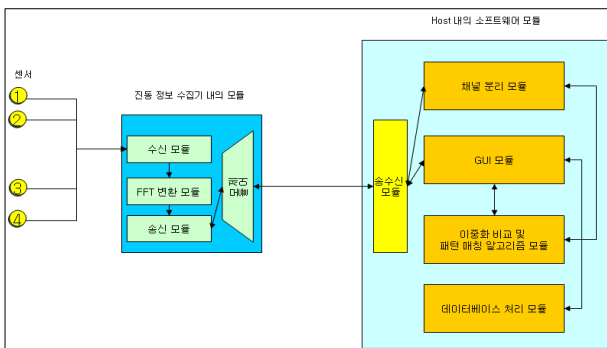 Host 내의 소프트웨어 모듈
센서
진동 정보 수집기 내의 모듈
1
2
3
4
수신 모듈
FFT 변환 모듈
송신 모듈
모듈
송수신
모듈
채널 분리 모듈
GUI 모듈
이중화 비교 및
패턴 매칭 알고리즘 모듈
데이터베이스 처리 모듈